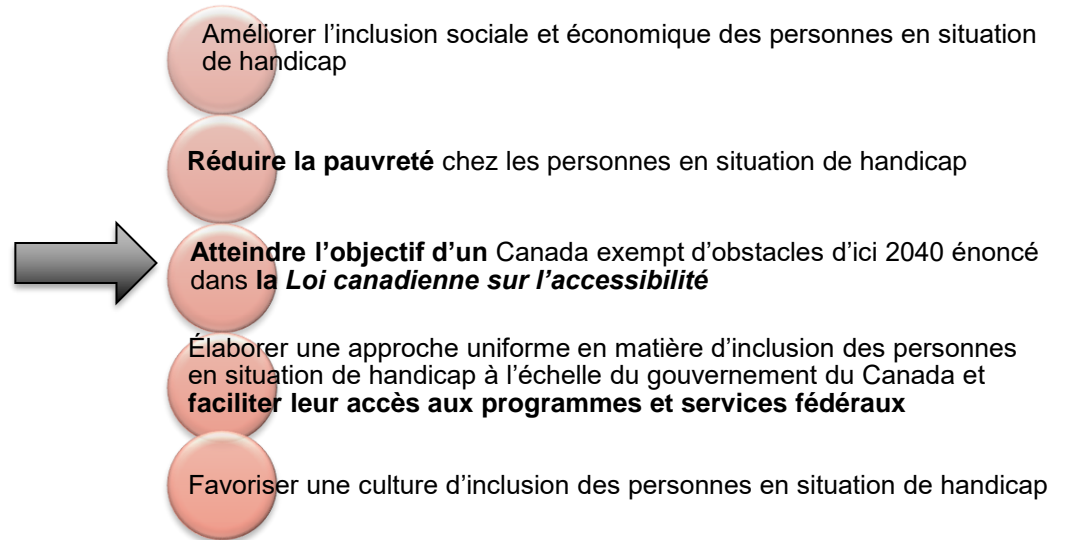 Améliorer l’inclusion sociale et économique des personnes en situation
de handicap
Réduire la pauvreté chez les personnes en situation de handicap
Atteindre l’objectif d’un Canada exempt d’obstacles d’ici 2040 énoncé
dans la Loi canadienne sur l’accessibilité
Élaborer une approche uniforme en matière d’inclusion des personnes
en situation de handicap à l’échelle du gouvernement du Canada et
faciliter leur accès aux programmes et services fédéraux
Favoriser une culture d’inclusion des personnes en situation de handicap